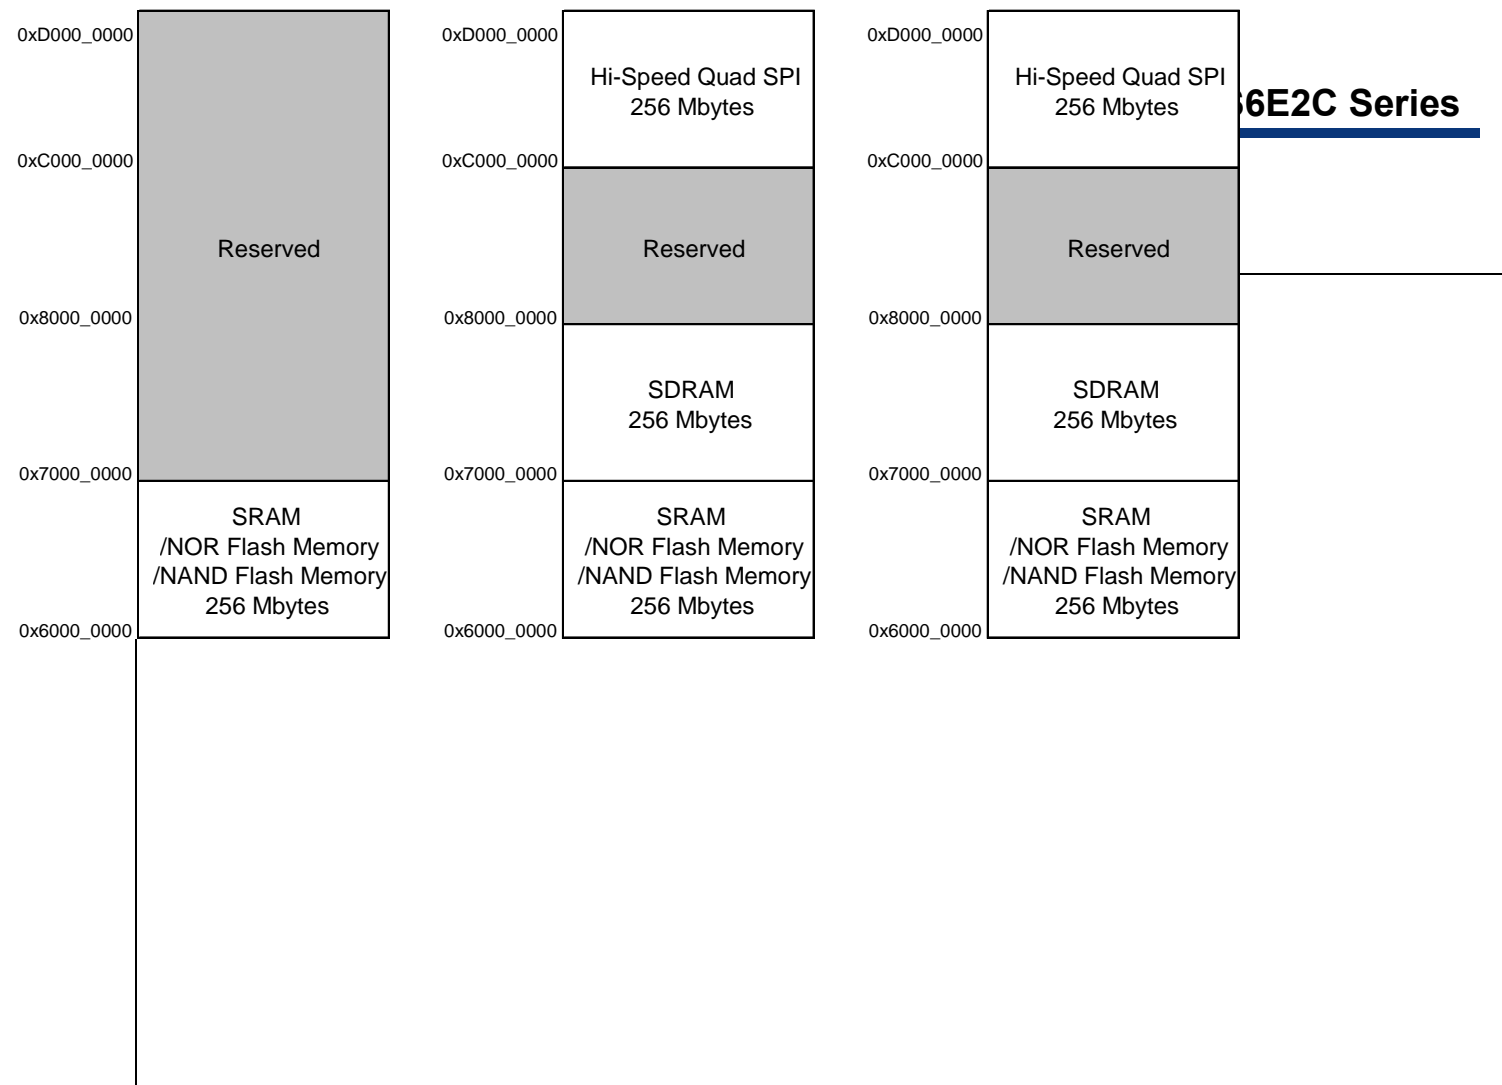 0xD000_0000
0xC000_0000
Reserved
0x8000_0000
0x7000_0000
SRAM
/NOR Flash Memory
/NAND Flash Memory
256 Mbytes
0x6000_0000
0xD000_0000
Hi-Speed Quad SPI
256 Mbytes
0xC000_0000
Reserved
0x8000_0000
SDRAM
256 Mbytes
0x7000_0000
SRAM
/NOR Flash Memory
/NAND Flash Memory
256 Mbytes
0x6000_0000
0xD000_0000
Hi-Speed Quad SPI
256 Mbytes
0xC000_0000
Reserved
0x8000_0000
SDRAM
256 Mbytes
0x7000_0000
SRAM
/NOR Flash Memory
/NAND Flash Memory
256 Mbytes
0x6000_0000
6E2C Series